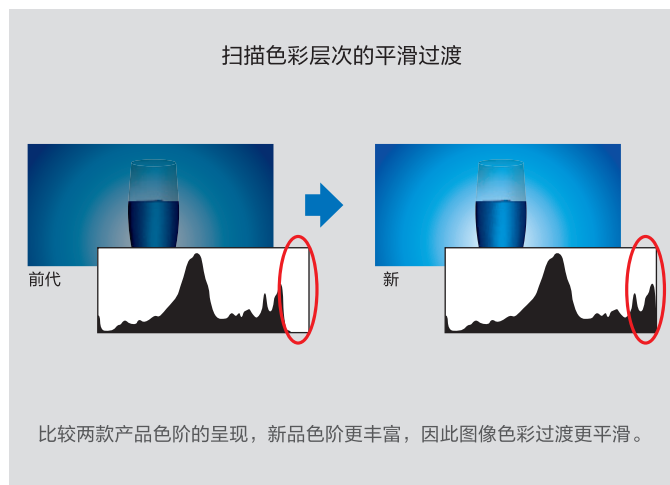 扫描色彩层次的平滑过渡
前代
新
比较两款产品色阶的呈现，新品色阶更丰富，因此图像色彩过渡更平滑。